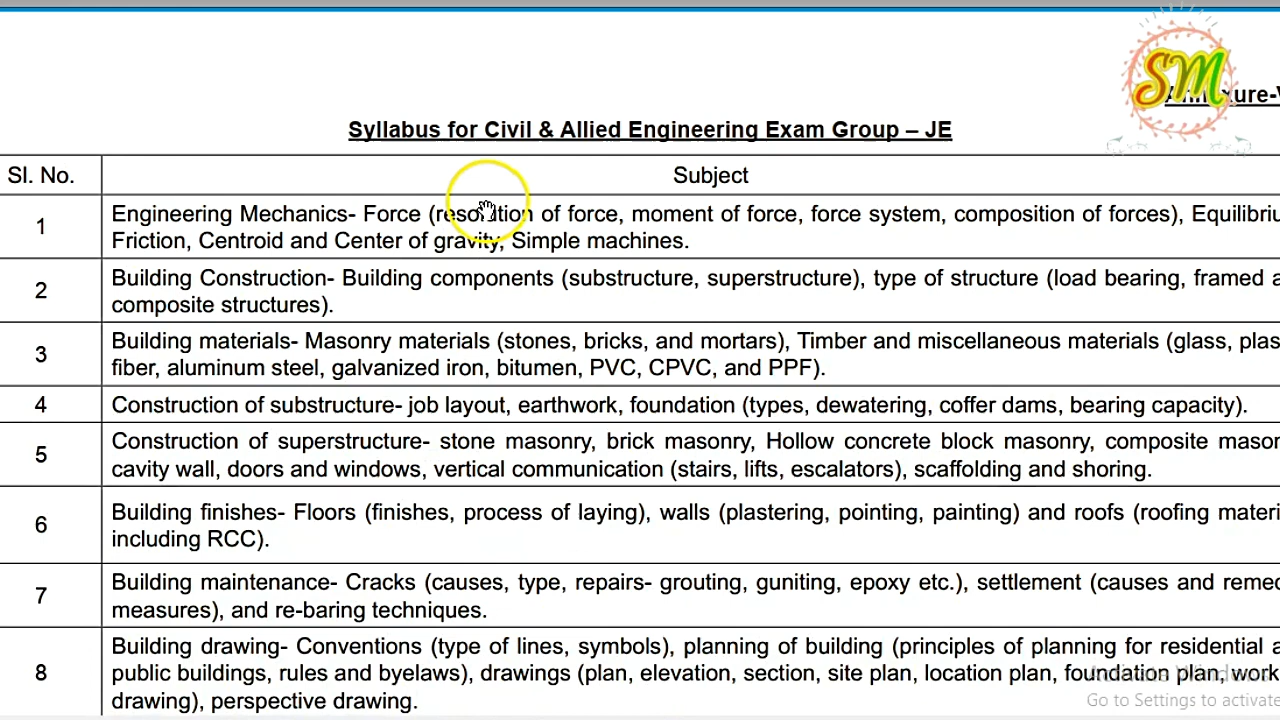 SM
Syllabus for Civil & Allied Engineering Exam Group – JE
Sl. No.
Subject
1
Engineering Mechanics- Force (resolution of force, moment of force, force system, composition of forces),
Friction, Centroid and Center of gravity, Simple machines.
2
Building Construction- Building components (substructure, superstructure), type of structure (load bearing, framed
composite structures).
3
Building materials- Masonry materials (stones, bricks, and mortars), Timber and miscellaneous materials (glass,
fiber, aluminum steel, galvanized iron, bitumen, PVC, CPVC, and PPF).
4
Construction of substructure- job layout, earthwork, foundation (types, dewatering, coffer dams, bearing capacity).
5
Construction of superstructure- stone masonry, brick masonry, Hollow concrete block masonry, composite
cavity wall, doors and windows, vertical communication (stairs, lifts, escalators), scaffolding and shoring.
6
Building finishes- Floors (finishes, process of laying), walls (plastering, pointing, painting) and roofs (roofing
including RCC).
7
Building maintenance- Cracks (causes, type, repairs- grouting, guniting, epoxy etc.), settlement (causes and
measures), and re-baring techniques.
8
Building drawing- Conventions (type of lines, symbols), planning of building (principles of planning for residential
public buildings, rules and byelaws), drawings (plan, elevation, section, site plan, location plan, foundation plan,
drawing), perspective drawing.
Activate Windows
Go to Settings to activate